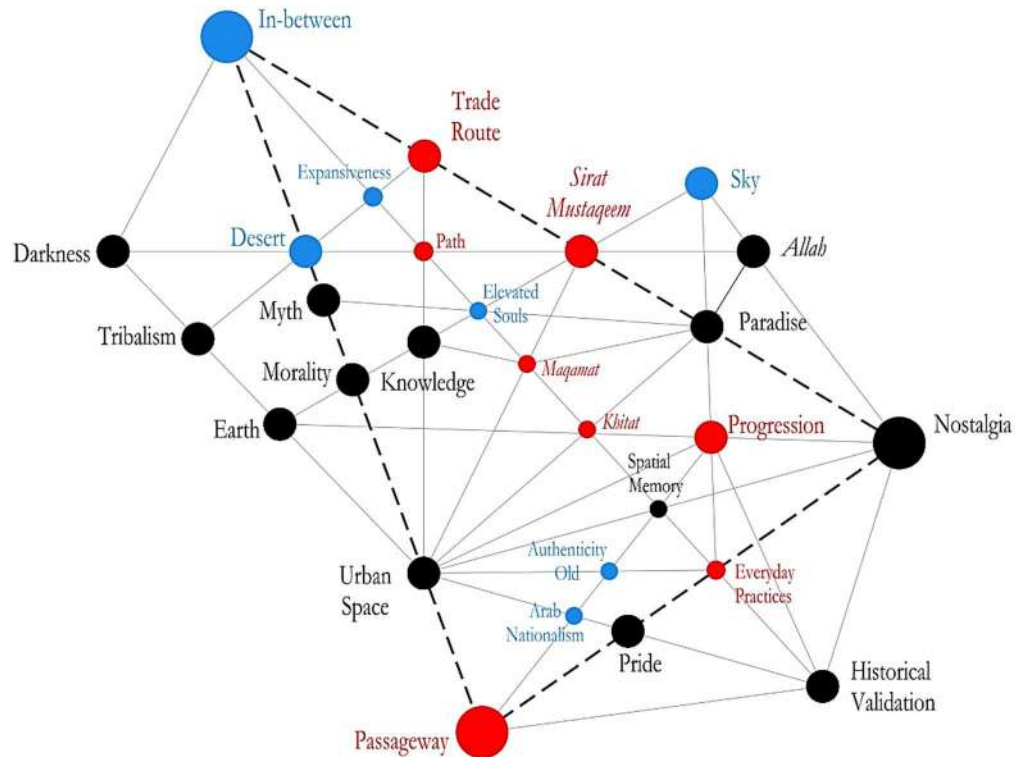 In-between
Trade
Route
Expansiveness
Sirat
Mustaqeem
Sky
Darkness
Desert
Path
Allah
Elevated
Souls
Myth
Paradise
Tribalism
Morality
Knowledge
Maqamat
Earth
Khitat
Progression
Nostalgia
Spatial
Memory
Urban
Space
Authenticity
Old
Everyday
Practices
Arab
Nationalism
Pride
Historical
Validation
Passageway